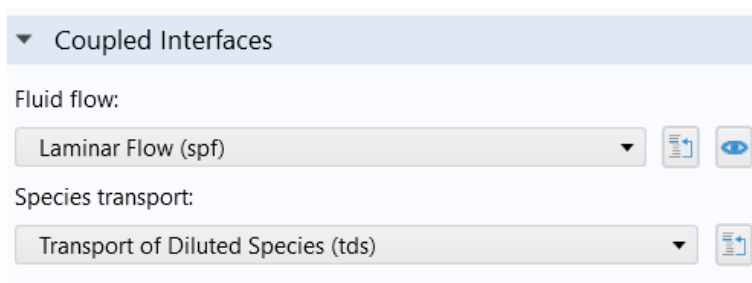 Coupled Interfaces
Fluid flow:
Laminar Flow (spf)
Species transport:
Transport of Diluted Species (tds)